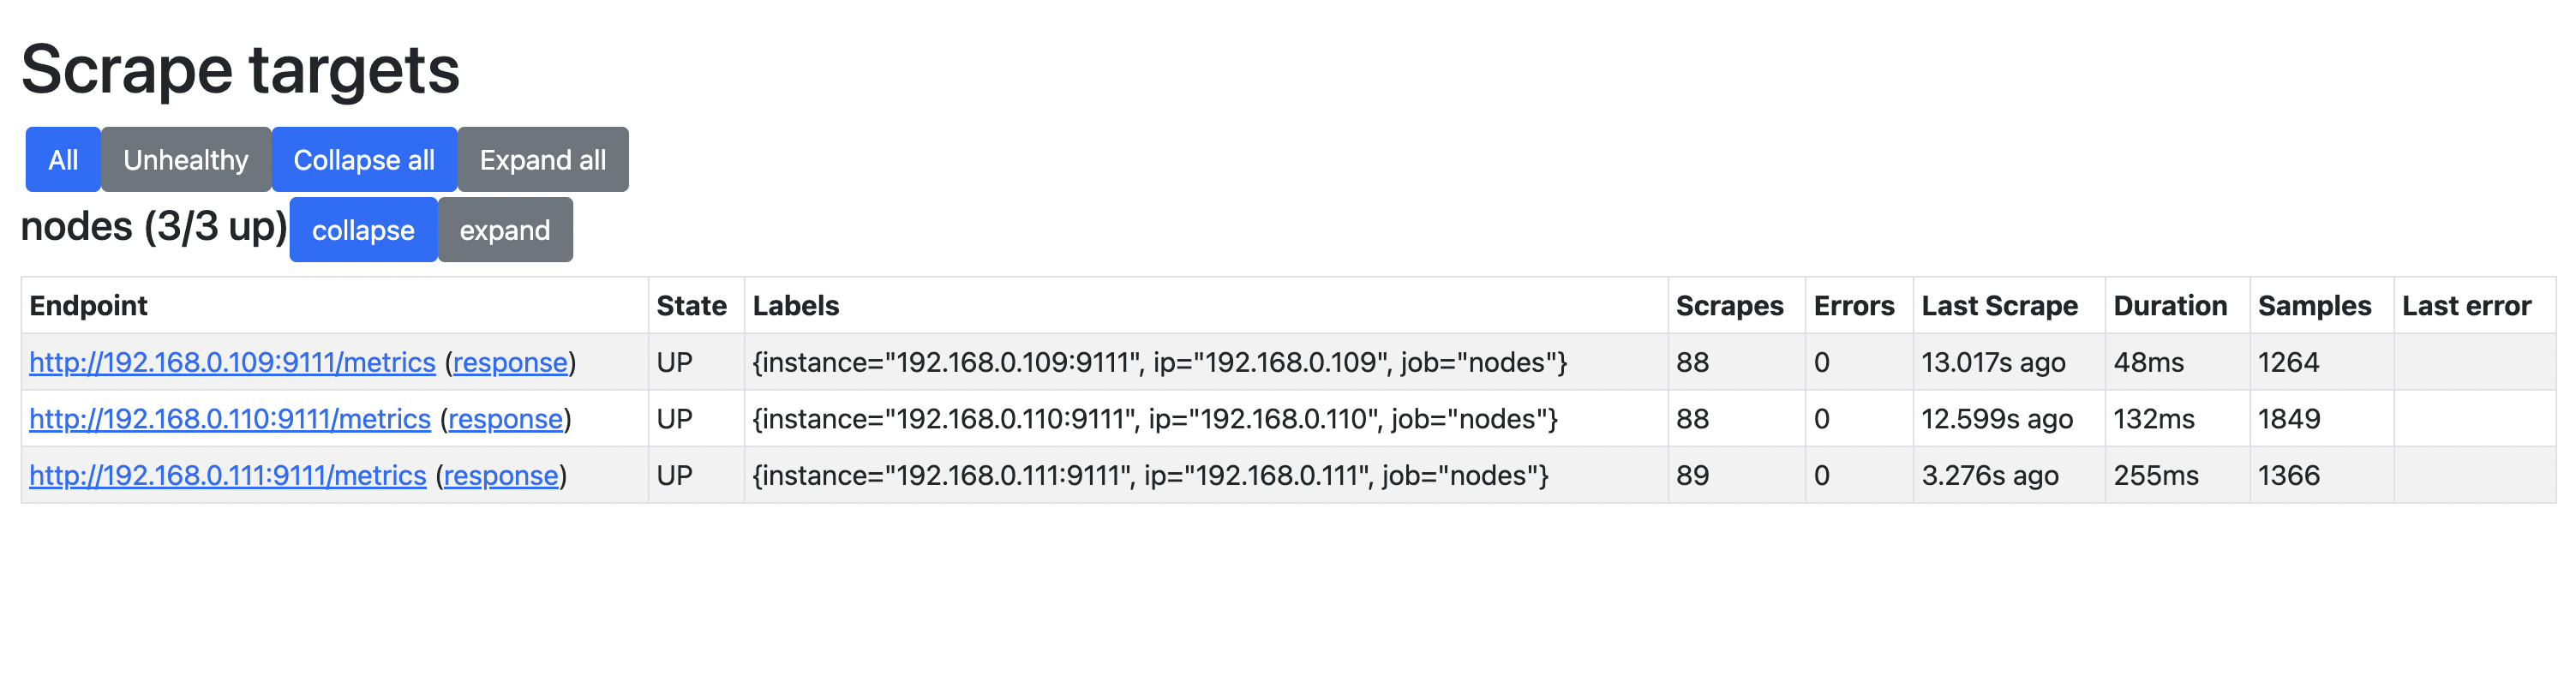 Scrape targets
All Unhealthy Collapse all Expand all
nodes (3/3 up) collapse expand
Endpoint State Labels Scrapes Errors Last Scrape Duration Samples Last error
http://192.168.0.109:9111/metrics (response) UP {instance="192.168.0.109:9111", ip="192.168.0.109", job="nodes"} 88 0 13.017s ago 48ms 1264
http://192.168.0.110:9111/metrics (response) UP {instance="192.168.0.110:9111", ip="192.168.0.110", job="nodes"} 88 0 12.599s ago 132ms 1849
http://192.168.0.111:9111/metrics (response) UP {instance="192.168.0.111:9111", ip="192.168.0.111", job="nodes"} 89 0 3.276s ago 255ms 1366